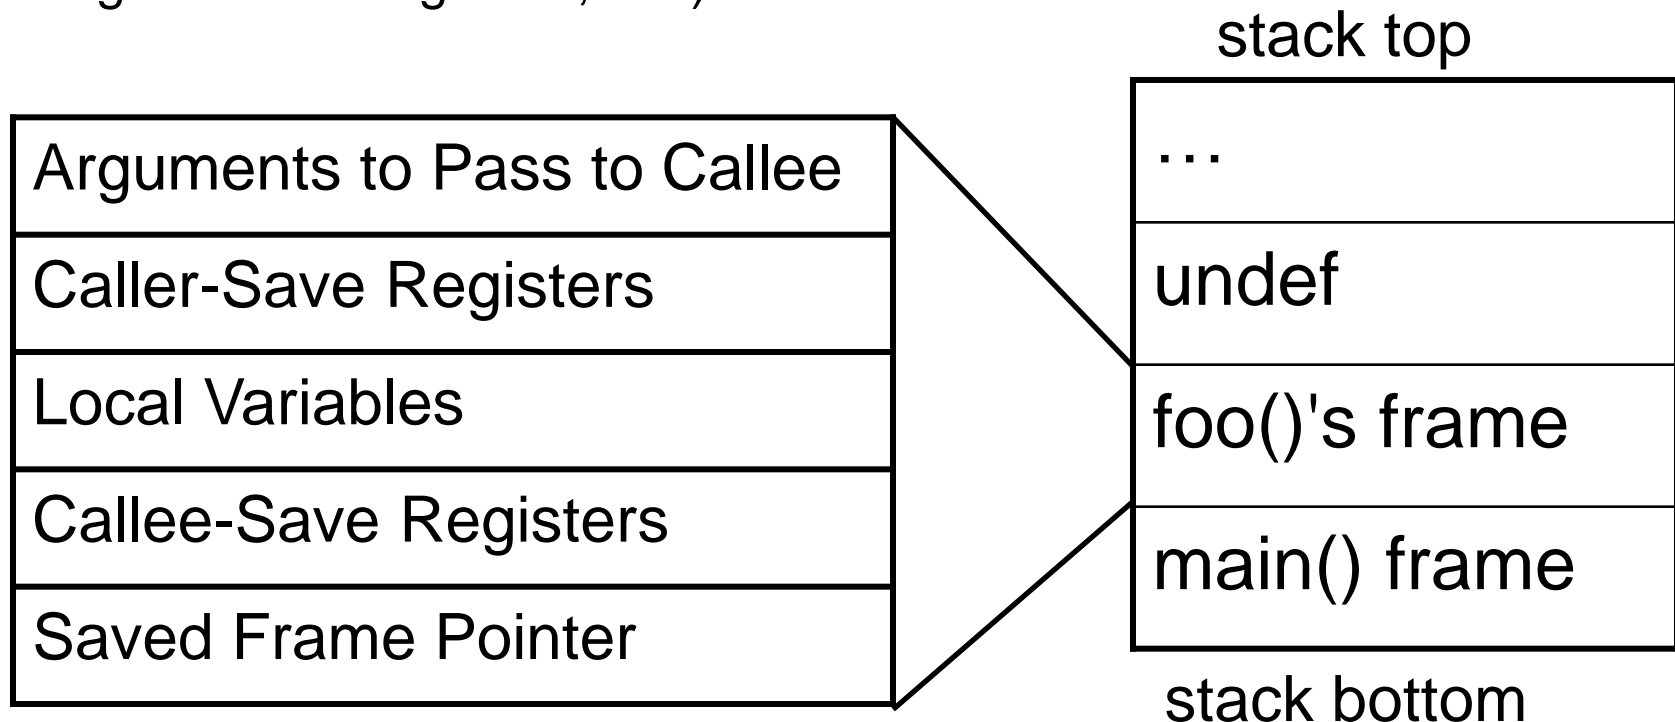 stack top
Arguments to Pass to Callee
Caller-Save Registers
Local Variables
Callee-Save Registers
Saved Frame Pointer
…
undef
foo()'s frame
main() frame
stack bottom